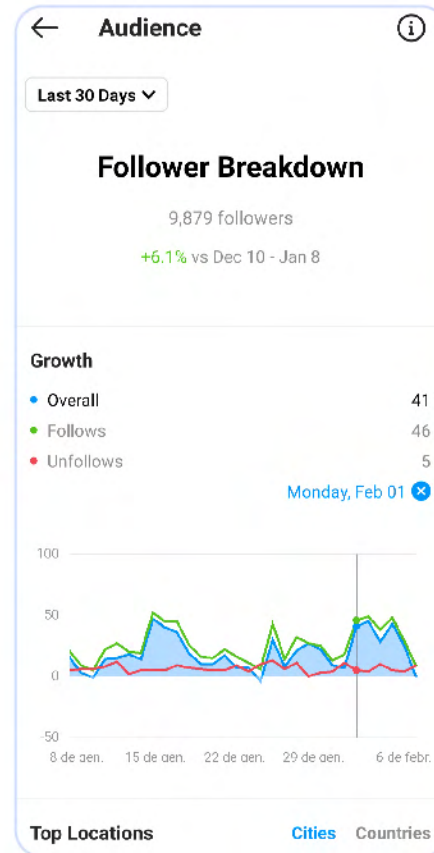 Audience
Last 30 Days
Follower Breakdown
9,879 followers
+6.1% vs Dec 10 - Jan 8
Growth
Overall 41
Follows 46
Unfollows 5
Monday, Feb 01
100
50
0
-50
8 de gen. 15 de gen. 22 de gen. 29 de gen. 6 de febr.
Top Locations Cities Countries